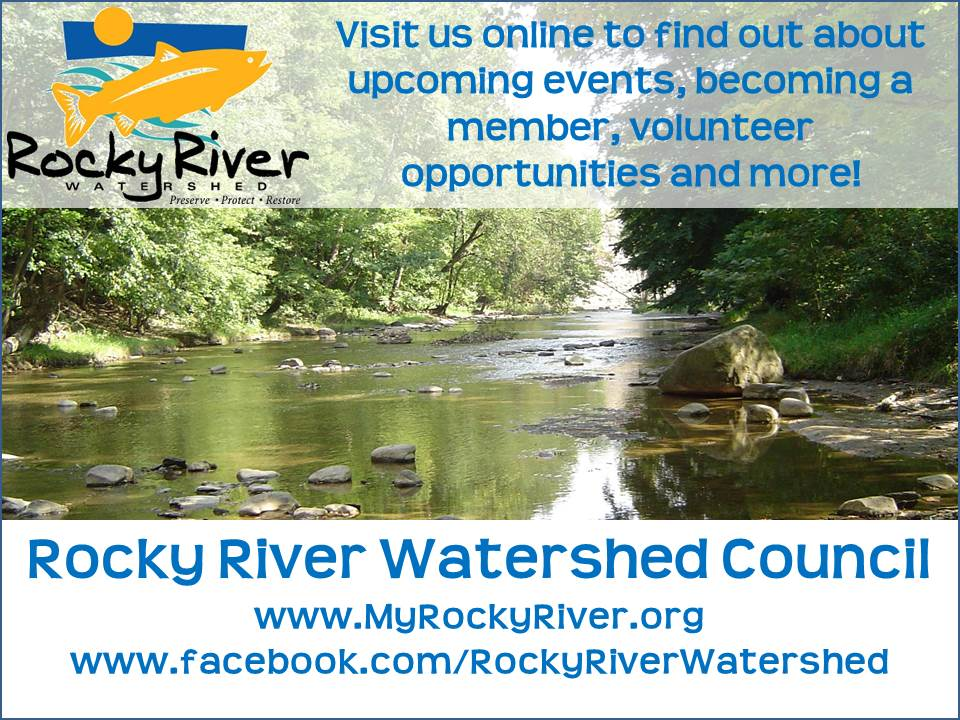 Visit us online to find out about
upcoming events, becoming a
member, volunteer
opportunities and more!
Rocky River
WATERSHED
Preserve • Protect • Restore
Rocky River Watershed Council
www.MyRockyRiver.org
www.facebook.com/RockyRiverWatershed